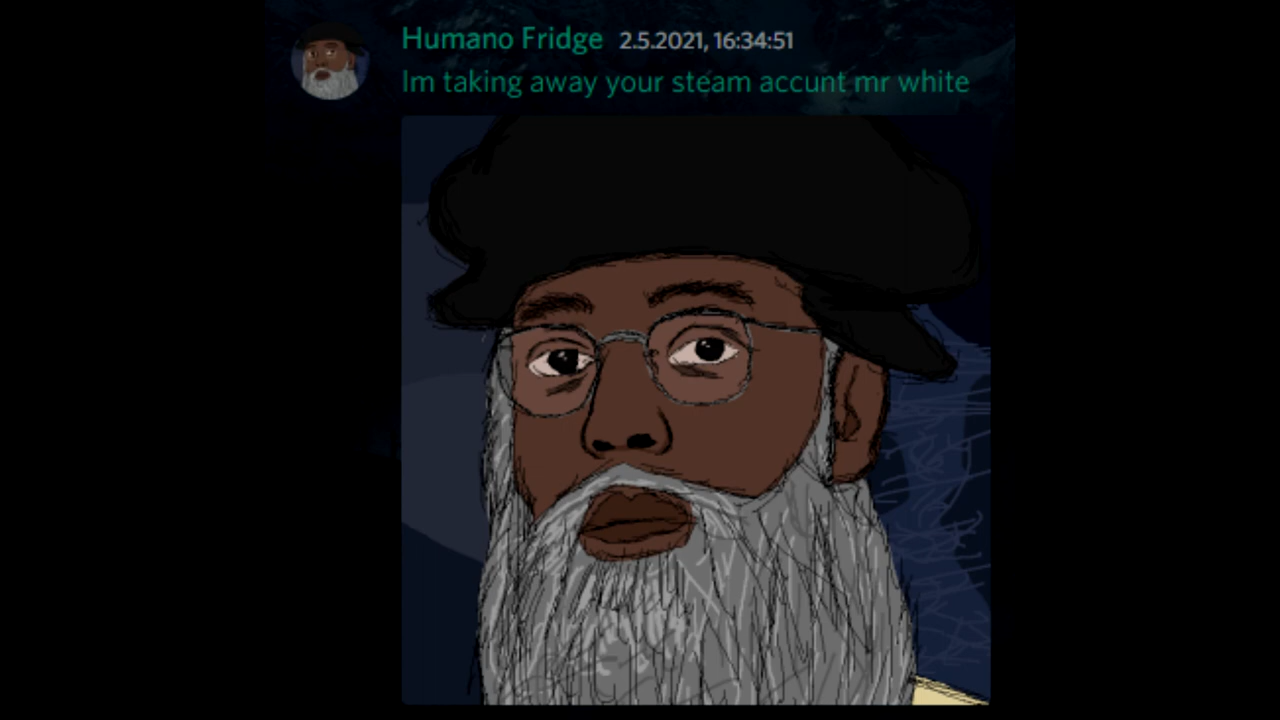 Humano Fridge 2.5.2021, 16:34:51
Im taking away your steam accunt mr white